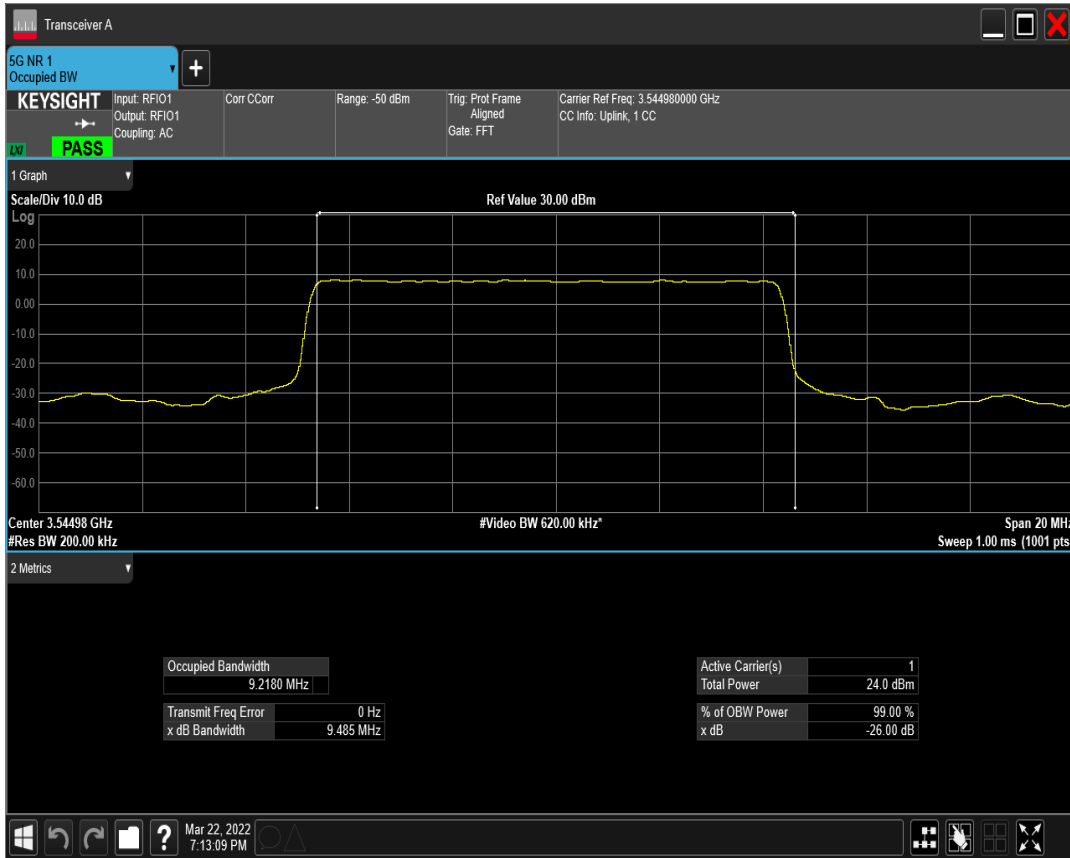 Transceiver A
5G NR 1
Occupied BW
KEYSIGHT
LXI
PASS
Input: RFIO1
Output: RFIO1
Coupling: AC
Corr CCorr
Range: -50 dBm
Trig: Prot Frame
Aligned
Gate: FFT
Carrier Ref Freq: 3.544980000 GHz
CC Info: Uplink, 1 CC
1 Graph
Scale/Div 10.0 dB
Ref Value 30.00 dBm
Log
20.0
10.0
0.00
-10.0
-20.0
-30.0
-40.0
-50.0
-60.0
Center 3.54498 GHz
#Video BW 620.00 kHz*
Span 20 MHz
#Res BW 200.00 kHz
Sweep 1.00 ms (1001 pts
2 Metrics
Occupied Bandwidth
9.2180 MHz
Transmit Freq Error 0 Hz
x dB Bandwidth 9.485 MHz
Active Carrier(s) 1
Total Power 24.0 dBm
% of OBW Power 99.00 %
x dB -26.00 dB
?
Mar 22, 2022
7:13:09 PM